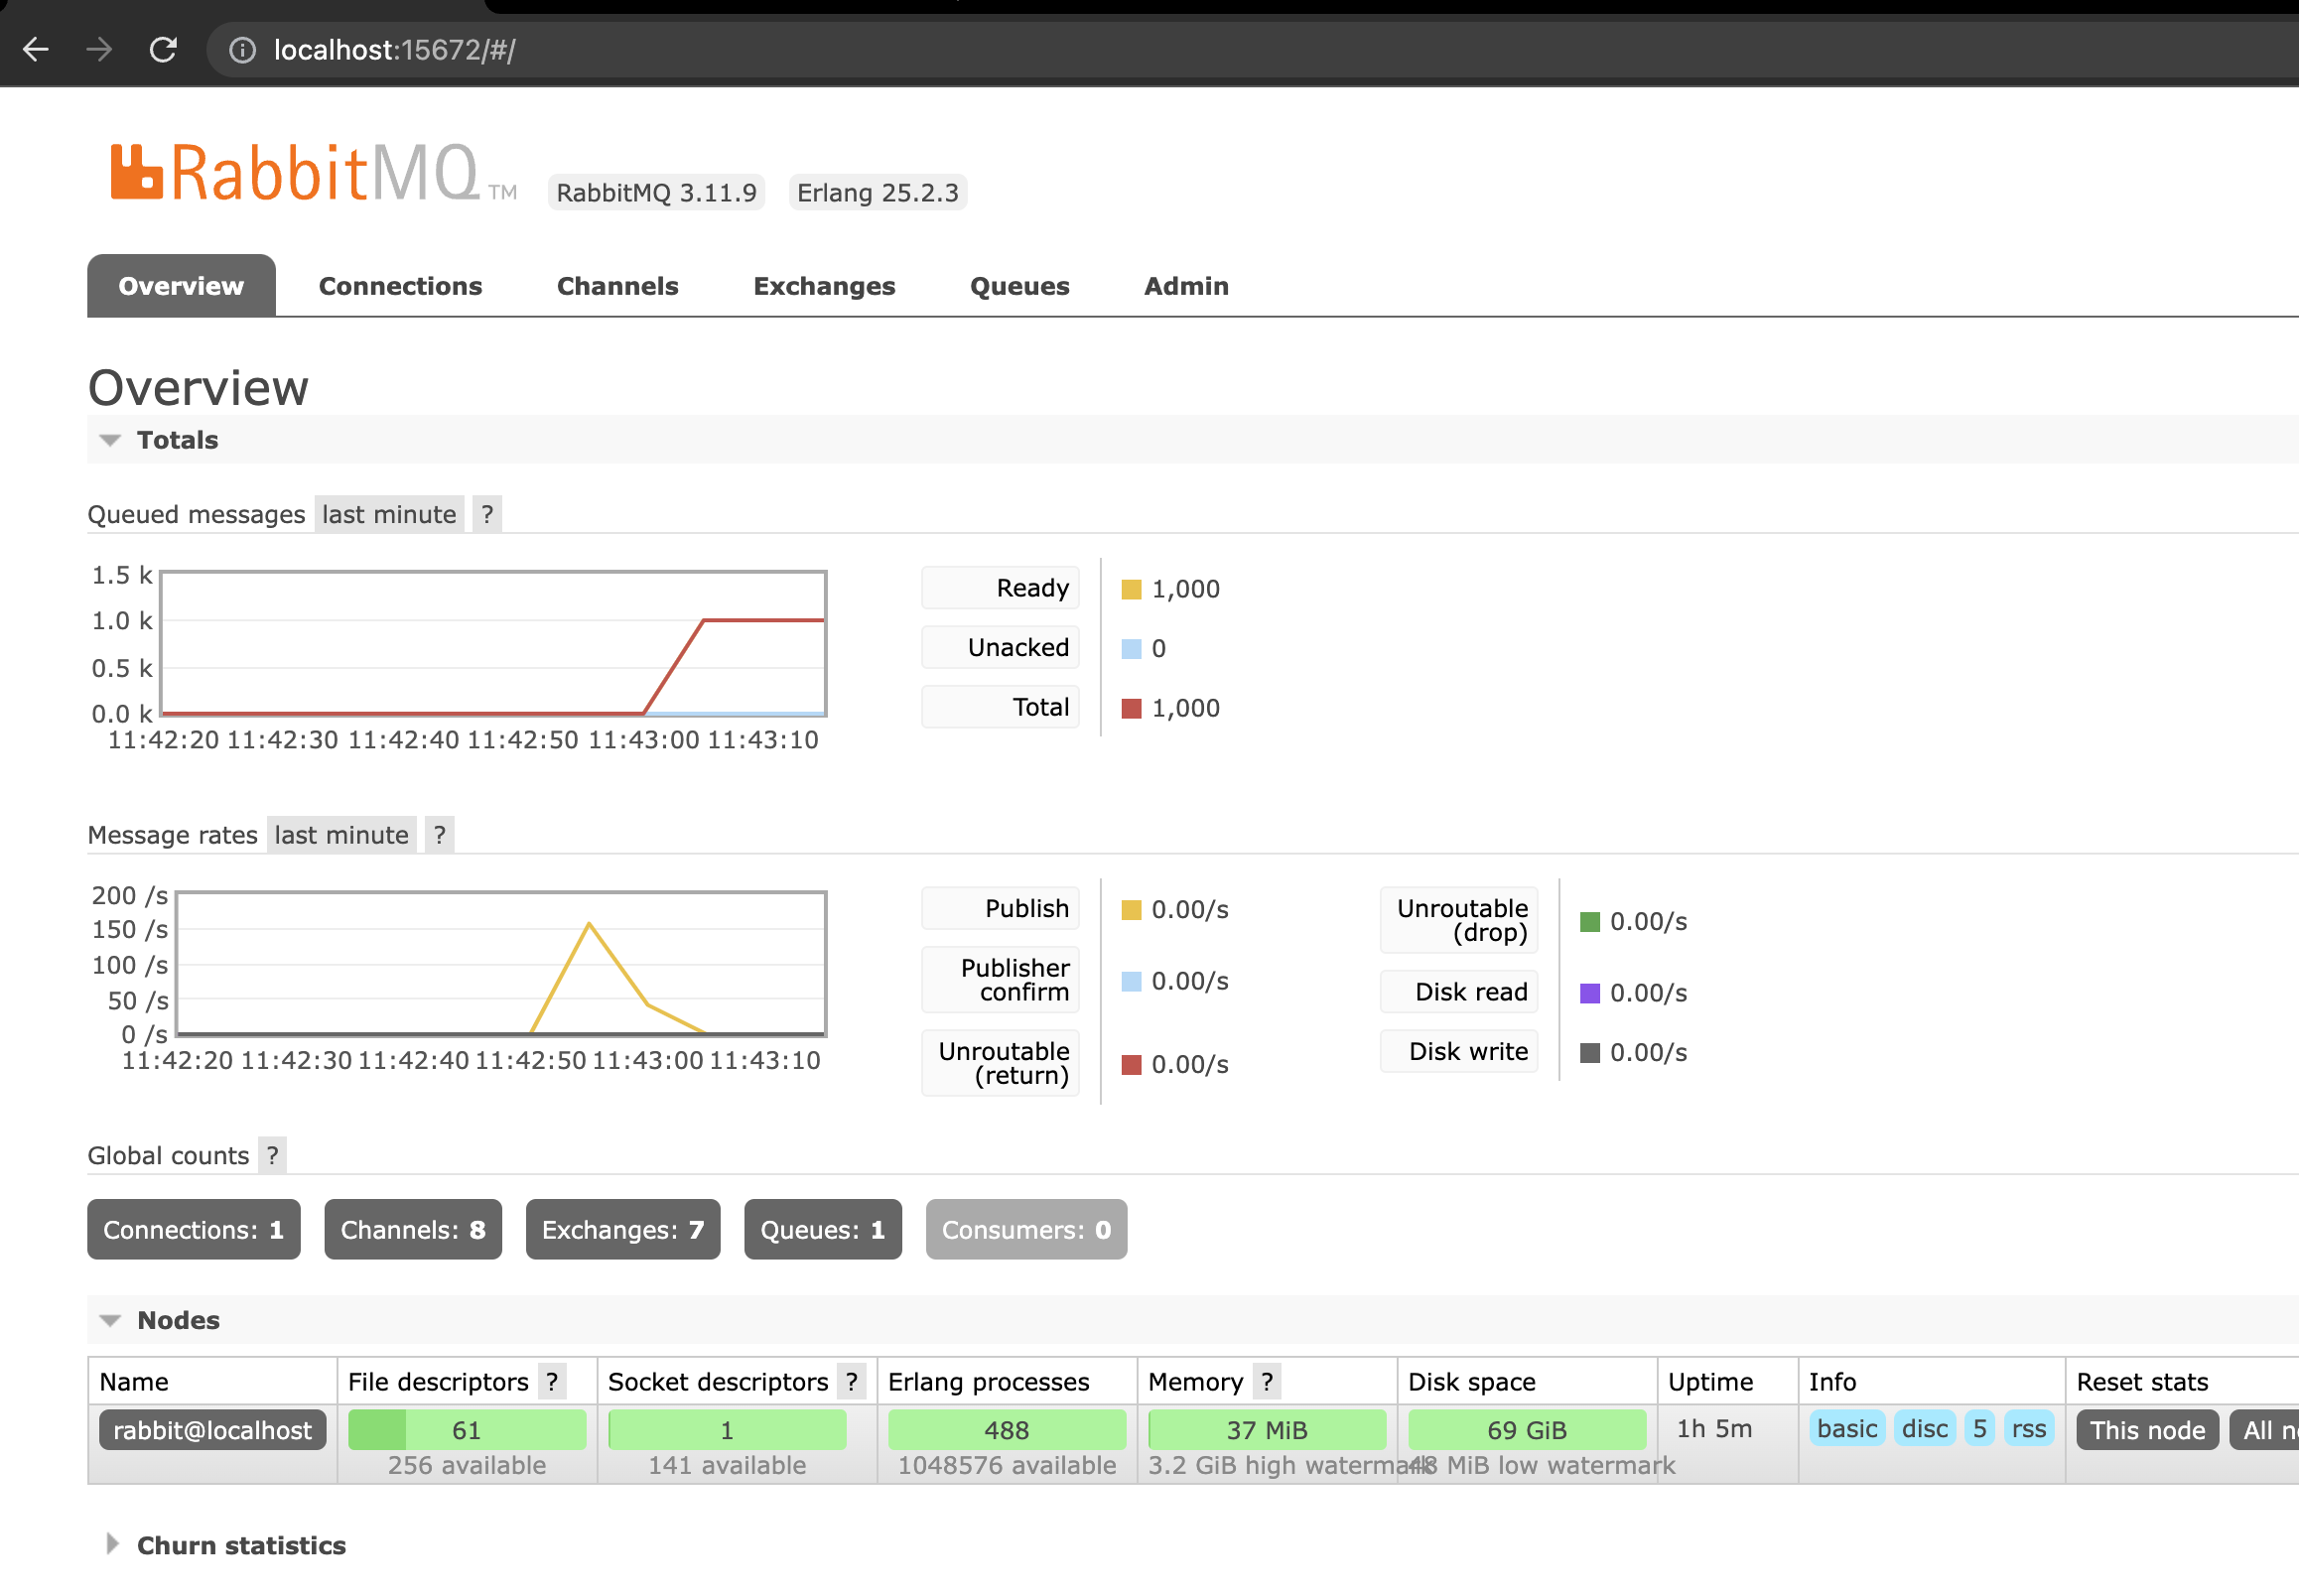 localhost:15672/#/
RabbitMQ TM RabbitMQ 3.11.9 Erlang 25.2.3
Overview Connections Channels Exchanges Queues Admin
Overview
Totals
Queued messages last minute ?
1.5 k
1.0 k
0.5 k
0.0 k
11:42:20 11:42:30 11:42:40 11:42:50 11:43:00 11:43:10
Ready 1,000
Unacked 0
Total 1,000
Message rates last minute ?
200 /s
150 /s
100 /s
50 /s
0 /s
11:42:20 11:42:30 11:42:40 11:42:50 11:43:00 11:43:10
Publish 0.00/s
Publisher
confirm 0.00/s
Unroutable
(return) 0.00/s
Unroutable
(drop) 0.00/s
Disk read 0.00/s
Disk write 0.00/s
Global counts ?
Connections: 1 Channels: 8 Exchanges: 7 Queues: 1 Consumers: 0
Nodes
Name File descriptors ? Socket descriptors ? Erlang processes Memory ? Disk space Uptime Info Reset stats
rabbit@localhost 61 1 488 37 MiB 69 GiB 1h 5m basic disc 5 rss This node All n
256 available 141 available 1048576 available 3.2 GiB high watermark 48 MiB low watermark
Churn statistics